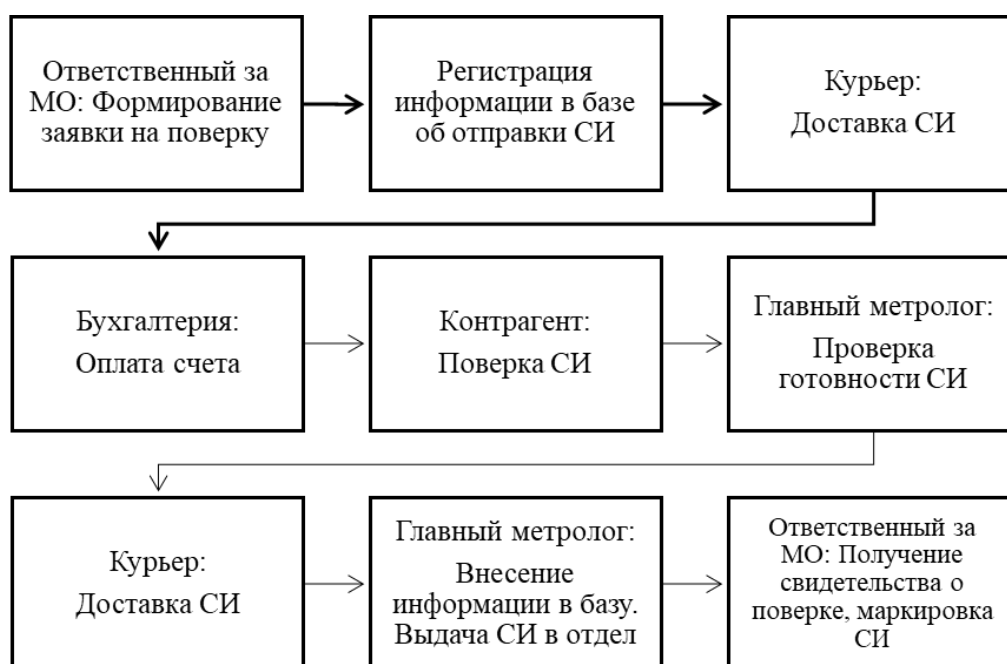 Ответственный за
МО: Формирование
заявки на поверку
Регистрация
информации в базе
об отправки СИ
Курьер:
Доставка СИ
Бухгалтерия:
Оплата счета
Контрагент:
Поверка СИ
Главный метролог:
Проверка
готовности СИ
Курьер:
Доставка СИ
Главный метролог:
Внесение
информации в базу.
Выдача СИ в отдел
Ответственный за
МО: Получение
свидетельства о
поверке, маркировка
СИ